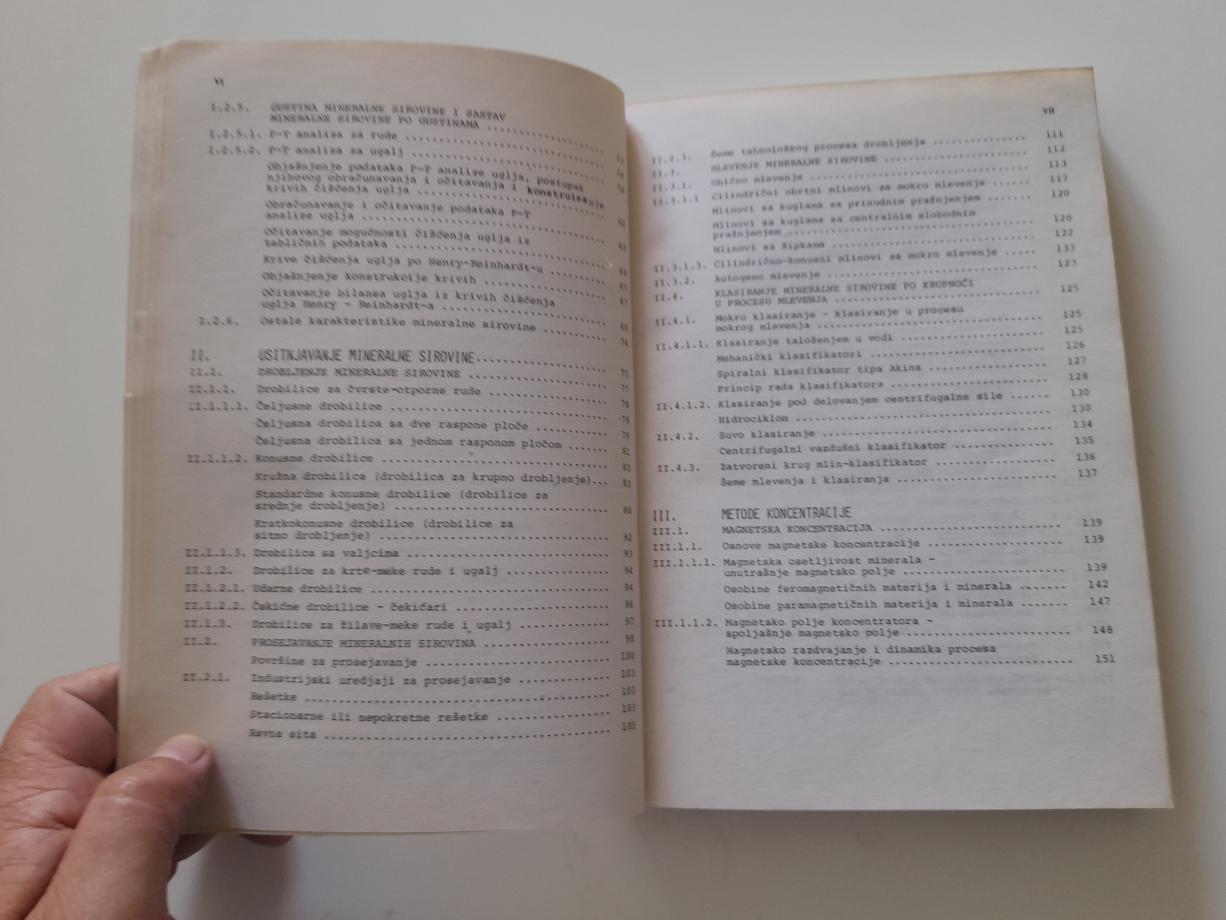 VI
I.2.5. GUSTINA MINERALNE SIROVINE I SASTAV
MINERALNE SIROVINE PO GUSTINAMA
I.2.5.1. P-T analiza za rude
I.2.5.2. P-T analiza za ugalj
Objašnjenje podataka P-T analize uglja, postupak
njihovog obračunavanja i očitavanja i konstruisanje
krivih čišćenja uglja
Obračunavanje i očitavanje podataka P-T
analize uglja
Očitavanje mogućnosti čišćenja uglja iz
tabličnih podataka
Krive čišćenja uglja po Henry-Reinhardt-u
Objašnjenje konstrukcije krivih
Očitavanje bilansa uglja iz krivih čišćenja
uglja Henry - Reinhardt-a
I.2.6. Ostale karakteristike mineralne sirovine
II. USITNJAVANJE MINERALNE SIROVINE
II.1. DROBLJENJE MINERALNE SIROVINE
II.1.1. Drobilice za čvrste-otporne rude
II.1.1.1. Čeljusne drobilice
Čeljusna drobilica sa dve raspone ploče
Čeljusna drobilica sa jednom rasponom pločom ... 81
II.1.1.2. Konusne drobilice ... 83
Kružna drobilica (drobilica za krupno drobljenje)... 83
Standardne konusne drobilice (drobilice za
srednje drobljenje) ... 88
Kratkokonusne drobilice (drobilice za
sitno drobljenje) ... 92
II.1.1.3. Drobilica sa valjcima ... 93
II.1.2. Drobilice za krte-meke rude i ugalj ... 94
II.1.2.1. Udarne drobilice ... 94
II.1.2.2. Čekićne drobilice - čekićari ... 96
II.1.3. Drobilice za žilave-meke rude i ugalj ... 97
II.2. PROSEJAVANJE MINERALNIH SIROVINA ... 98
Površine za prosejavanje ... 100
II.2.1. Industrijski uredjaji za prosejavanje ... 103
Rešetke ... 103
Stacionarne ili nepokretne rešetke ... 103
Ravna sita ... 105
VII
II.2.3. Šeme tehnološkog procesa drobljenja ... 111
II.3. MLEVENJE MINERALNE SIROVINE ... 112
II.3.1. Obično mlevenje ... 113
II.3.1.1 Cilindrični obrtni mlinovi za mokro mlevenje ... 117
Mlinovi sa kuglama sa prinudnim pražnjenjem ... 120
Mlinovi sa kuglama sa centralnim slobodnim
pražnjenjem ... 120
Mlinovi sa šipkama ... 122
II.3.1.3. Cilindrično-konusni mlinovi za mokro mlevenje ... 133
II.3.2. Autogeno mlevenje ... 123
II.4. KLASIRANJE MINERALNE SIROVINE PO KRUPNOĆI
U PROCESU MLEVENJA ... 125
II.4.1. Mokro klasiranje - klasiranje u procesu
mokrog mlevenja ... 125
II.4.1.1. Klasiranje taloženjem u vodi ... 125
Mehanički klasifikatori ... 126
Spiralni klasifikator tipa Akins ... 127
Princip rada klasifikatora ... 128
II.4.1.2. Klasiranje pod delovanjem centrifugalne sile ... 130
Hidrociklon ... 130
II.4.2. Suvo klasiranje ... 134
Centrifugalni vazdušni klasifikator ... 135
II.4.3. Zatvoreni krug mlin-klasifikator ... 136
Šeme mlevenja i klasiranja ... 137
III. METODE KONCENTRACIJE
III.1. MAGNETSKA KONCENTRACIJA ... 139
III.1.1. Osnove magnetske koncentracije ... 139
III.1.1.1. Magnetska osetljivost minerala -
unutrašnje magnetsko polje ... 139
Osobine feromagnetičnih materija i minerala ... 142
Osobine paramagnetičnih materija i minerala ... 147
III.1.1.2. Magnetsko polje koncentratora -
spoljašnje magnetsko polje ... 148
Magnetsko razdvajanje i dinamika procesa
magnetske koncentracije ... 151